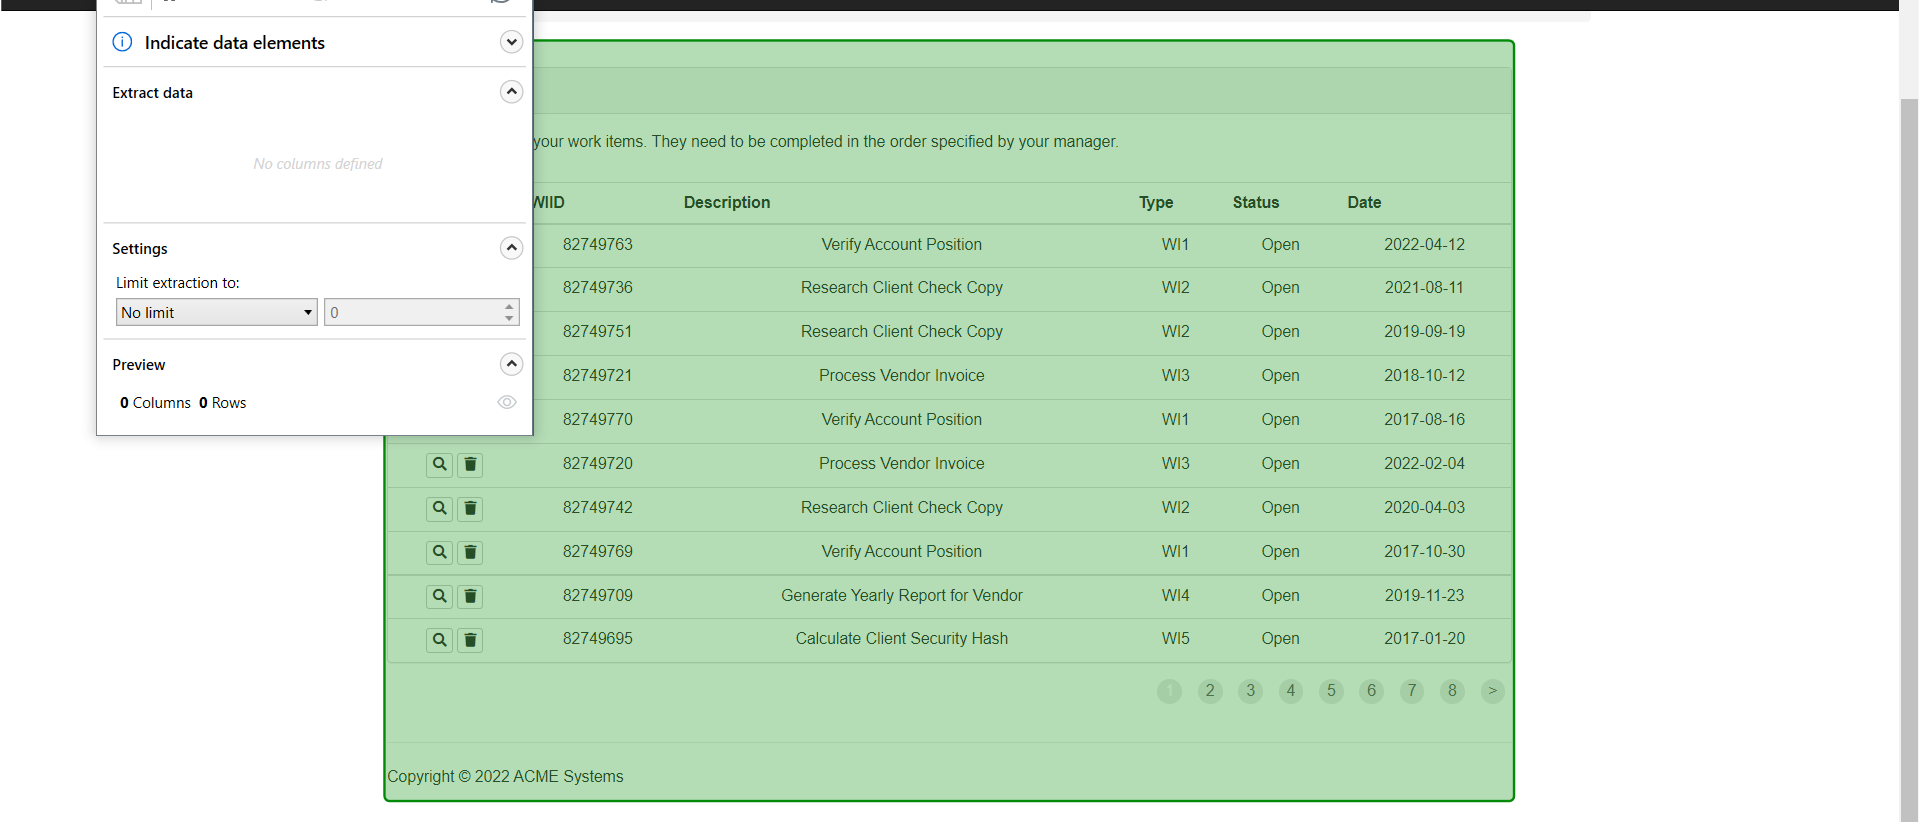 Indicate data elements
Extract data
No columns defined
Settings
Limit extraction to:
No limit 0
Preview
0 Columns 0 Rows
your work items. They need to be completed in the order specified by your manager.
WIID Description Type Status Date
82749763 Verify Account Position WI1 Open 2022-04-12
82749736 Research Client Check Copy WI2 Open 2021-08-11
82749751 Research Client Check Copy WI2 Open 2019-09-19
82749721 Process Vendor Invoice WI3 Open 2018-10-12
82749770 Verify Account Position WI1 Open 2017-08-16
82749720 Process Vendor Invoice WI3 Open 2022-02-04
82749742 Research Client Check Copy WI2 Open 2020-04-03
82749769 Verify Account Position WI1 Open 2017-10-30
82749709 Generate Yearly Report for Vendor WI4 Open 2019-11-23
82749695 Calculate Client Security Hash WI5 Open 2017-01-20
1 2 3 4 5 6 7 8 >
Copyright © 2022 ACME Systems